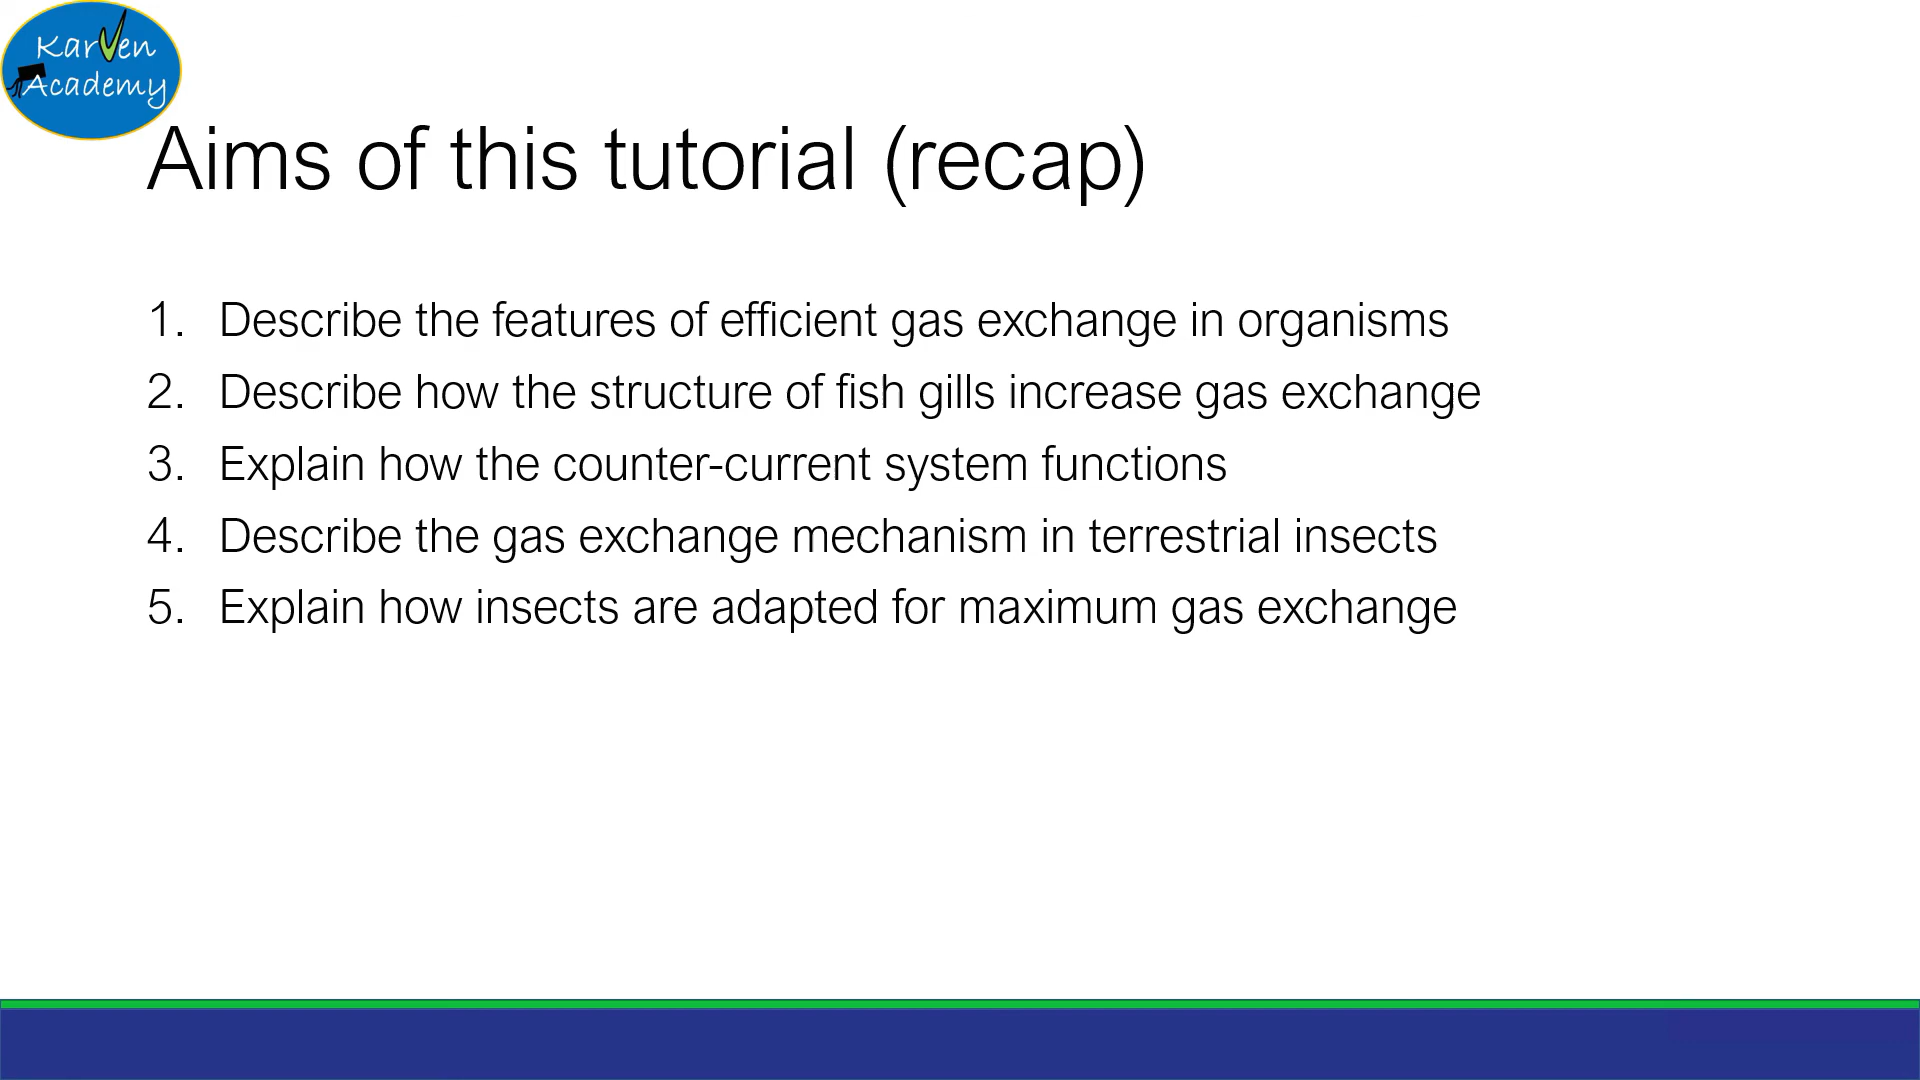 Karven
Academy
Aims of this tutorial (recap)
1. Describe the features of efficient gas exchange in organisms
2. Describe how the structure of fish gills increase gas exchange
3. Explain how the counter-current system functions
4. Describe the gas exchange mechanism in terrestrial insects
5. Explain how insects are adapted for maximum gas exchange